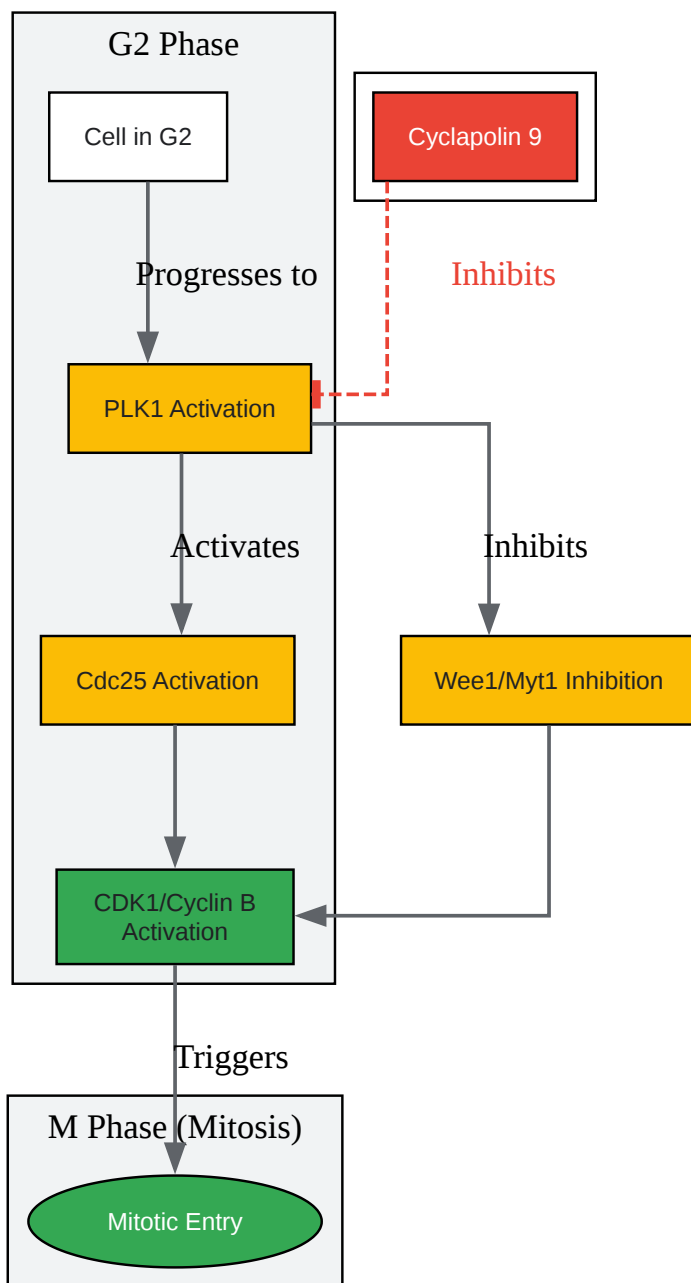 G2 Phase
Cell in G2
Cyclapolin 9
Progresses to
Inhibits
PLK1 Activation
Activates
Inhibits
Cdc25 Activation
Wee1/Myt1 Inhibition
CDK1/Cyclin B
Activation
Triggers
M Phase (Mitosis)
Mitotic Entry